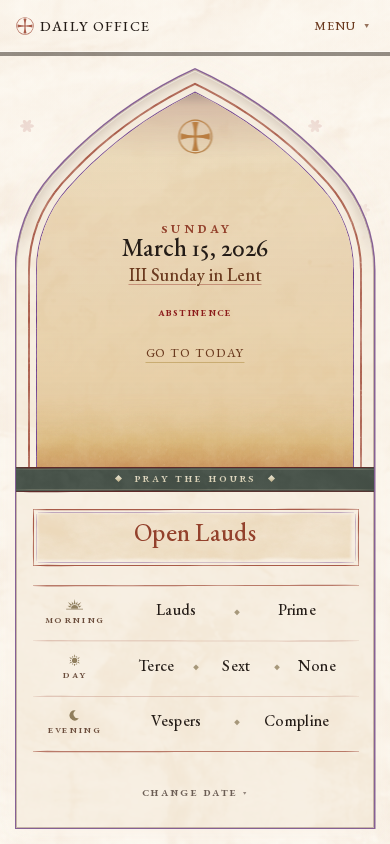 DAILY OFFICE
MENU
SUNDAY
March 15, 2026
III Sunday in Lent
ABSTINENCE
GO TO TODAY
PRAY THE HOURS
Open Lauds
MORNING
Lauds
Prime
DAY
Terce
Sext
None
EVENING
Vespers
Compline
CHANGE DATE